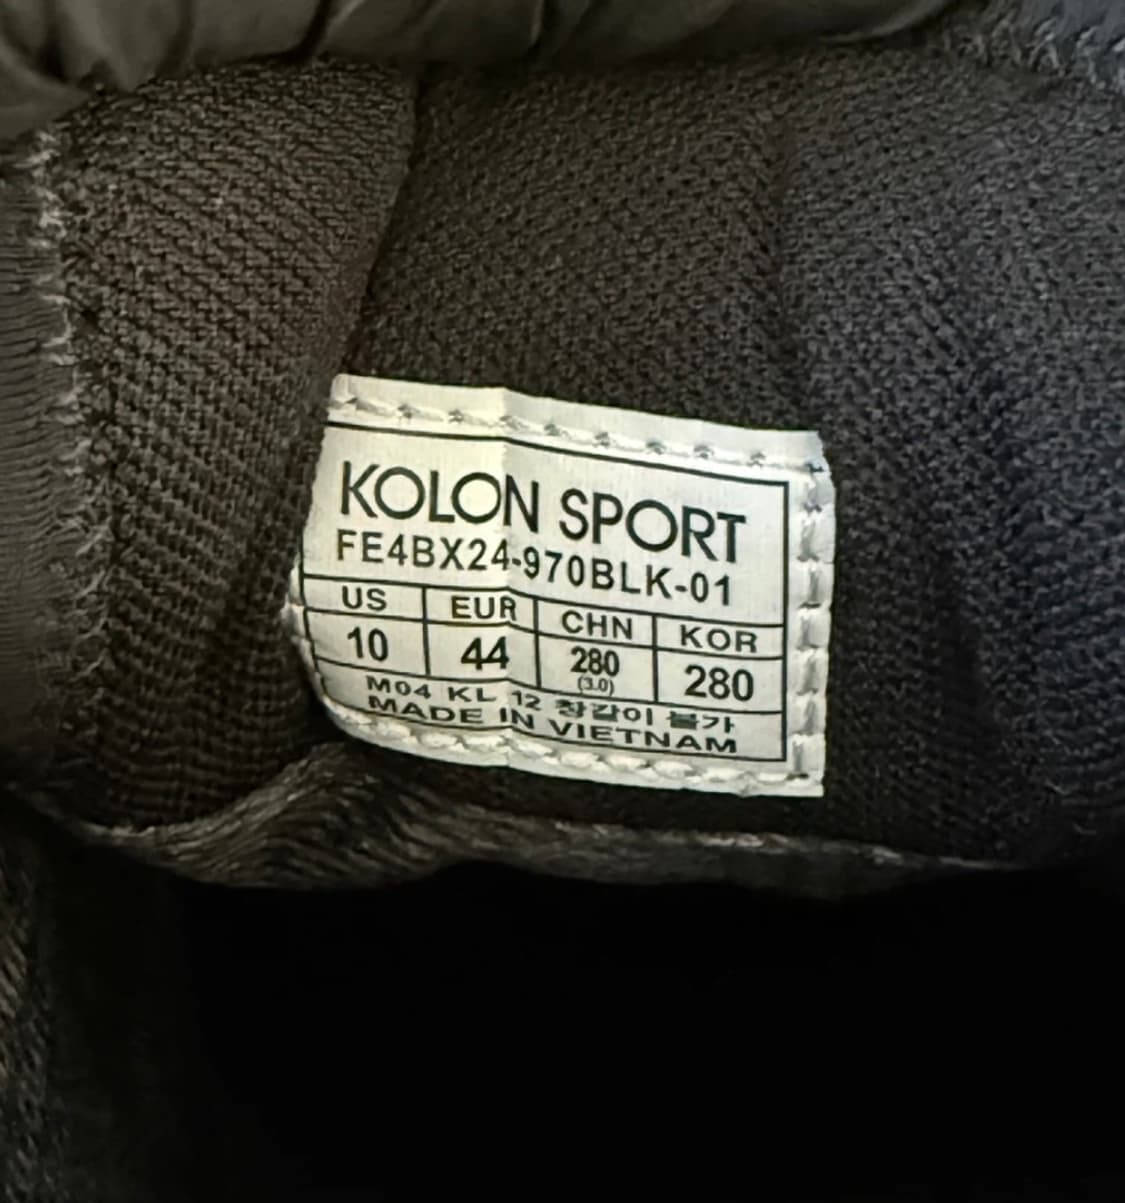 KOLON SPORT
FE4BX24-970BLK-01
US EUR CHN KOR
10 44 280 (3.0) 280
M04 KL 12 창갈이 불가
MADE IN VIETNAM